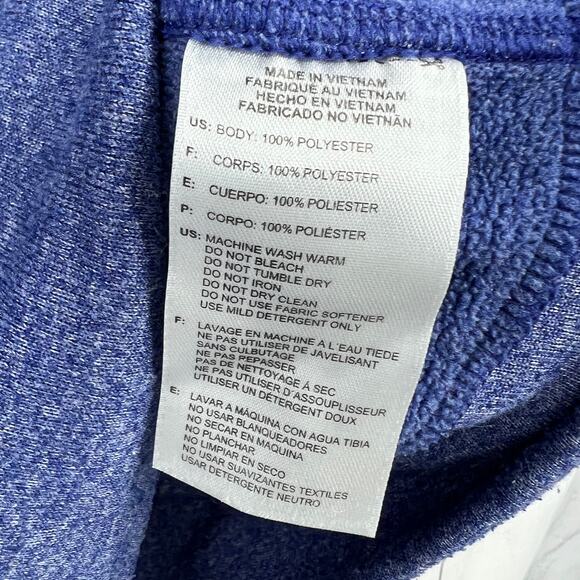 MADE IN VIETNAM
FABRIQUÉ AU VIETNAM
HECHO EN VIETNAM
FABRICADO NO VIETNÃN
US: BODY: 100% POLYESTER
F: CORPS: 100% POLYESTER
E: CUERPO: 100% POLYESTER
P: CORPO: 100% POLIÉSTER
US: MACHINE WASH WARM
DO NOT BLEACH
DO NOT TUMBLE DRY
DO NOT IRON
DO NOT DRY CLEAN
DO NOT USE FABRIC SOFTENER
USE MILD DETERGENT ONLY
F: LAVAGE EN MACHINE À L'EAU TIEDE
NE PAS UTILISER DE JAVELISANT
SANS CULBUTAGE
NE PAS PEPASSER
PAS DE NETTOYAGE À SEC
NE PAS UTILISER D'ASSOUPLISSEUR
UTILISER UN DÉTERGENT DOUX
E: LAVAR A MÁQUINA CON AGUA TIBIA
NO USAR BLANQUEADORES
NO SECAR EN MAQUINA
NO PLANCHAR
NO LIMPIAR EN SECO
NO USAR SUAVIZANTES TEXTILES
USAR DETERGENTE NEUTRO